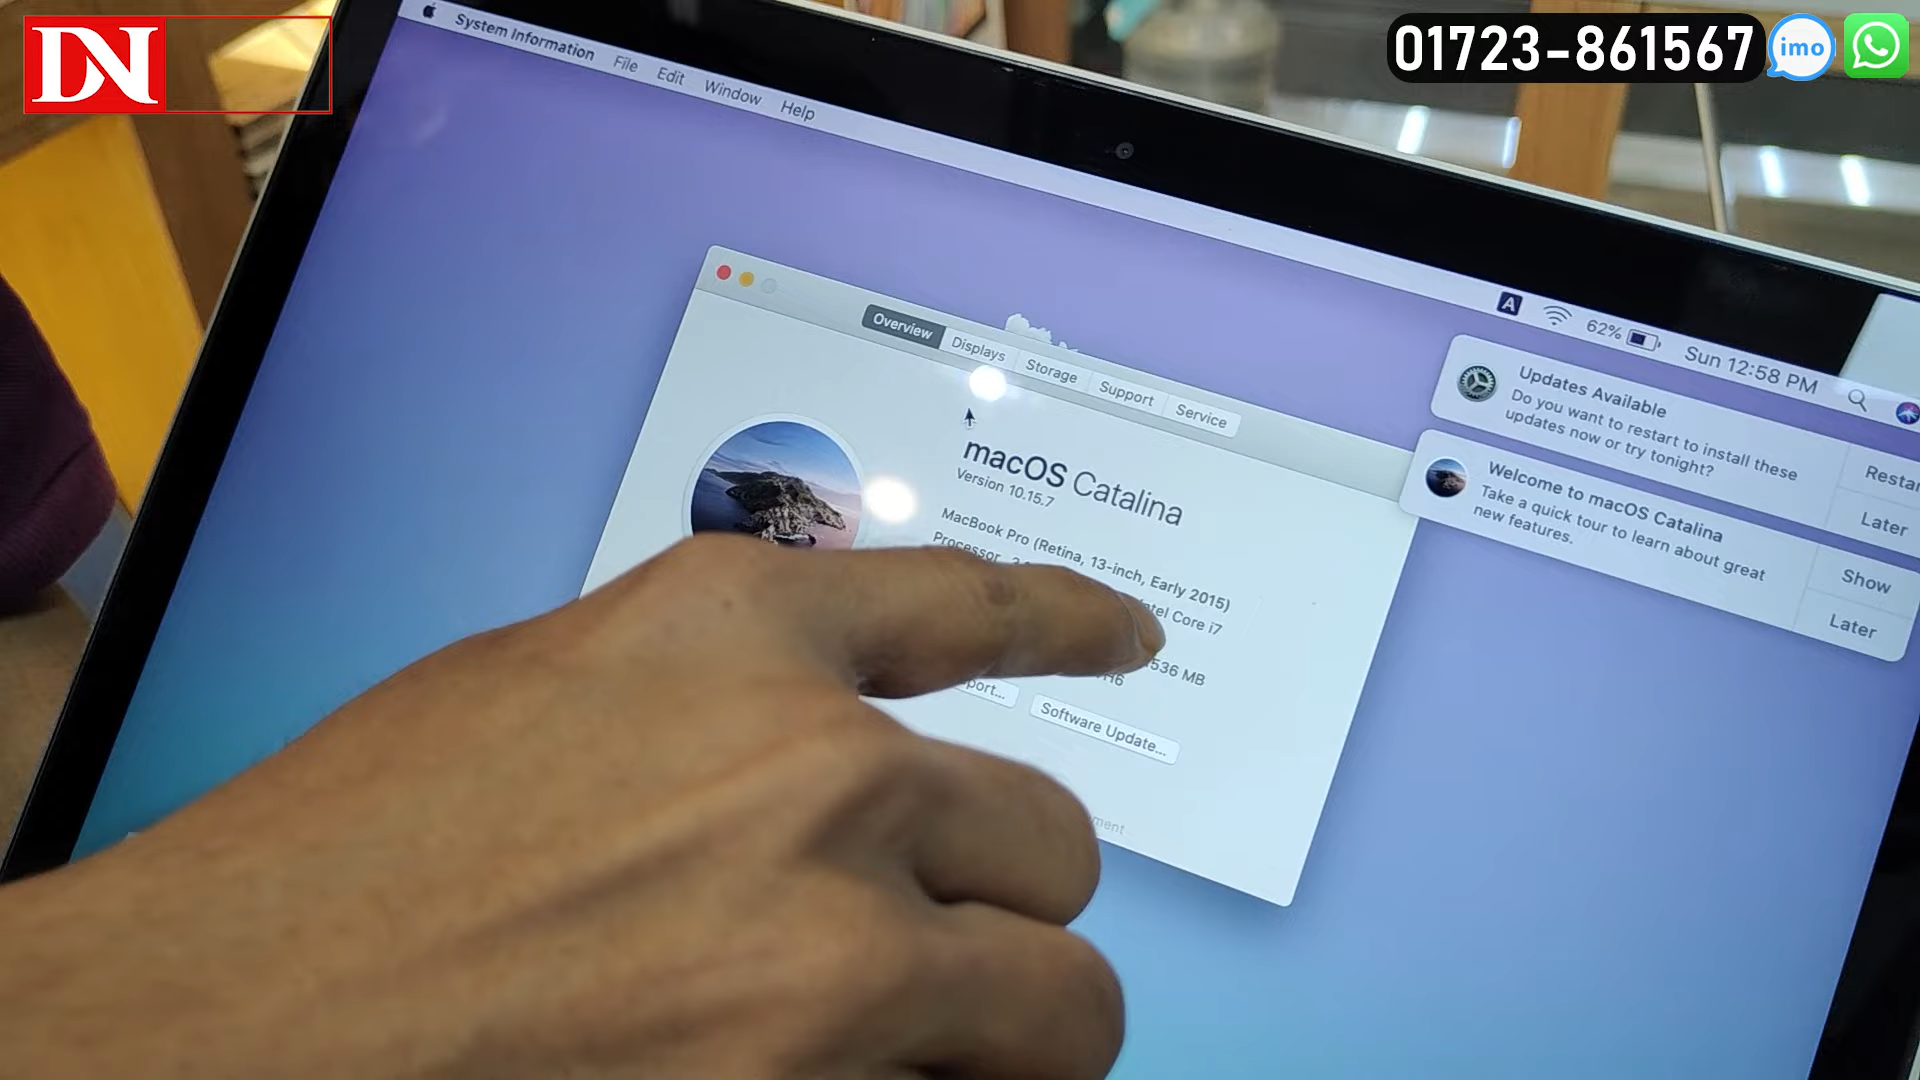 DN
01723-861567
imo
System Information File Edit Window Help
A 62% Sun 12:58 PM
Overview Displays Storage Support Service
macOS Catalina
Version 10.15.7
MacBook Pro (Retina, 13-inch, Early 2015)
Processor Intel Core i7
1536 MB
Software Update...
Updates Available
Do you want to restart to install these
updates now or try tonight?
Later
Welcome to macOS Catalina
Take a quick tour to learn about great
new features.
Show
Later